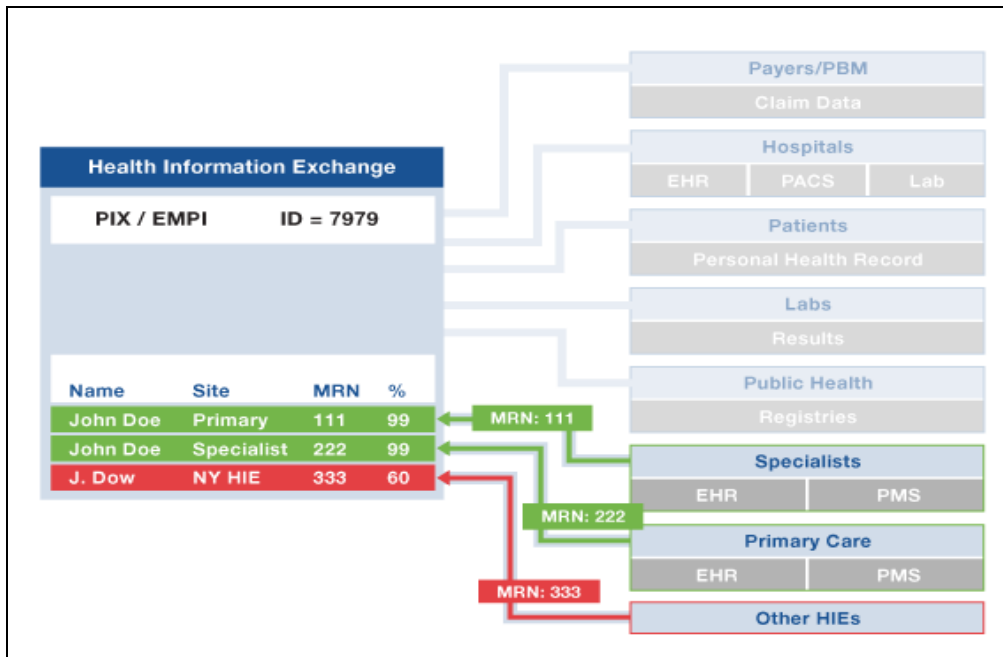 Health Information Exchange
PIX / EMPI ID = 7979
Name Site MRN %
John Doe Primary 111 99
John Doe Specialist 222 99
J. Dow NY HIE 333 60
MRN: 111
MRN: 222
MRN: 333
Payers/PBM
Claim Data
Hospitals
EHR PACS Lab
Patients
Personal Health Record
Labs
Results
Public Health
Registries
Specialists
EHR PMS
Primary Care
EHR PMS
Other HIEs